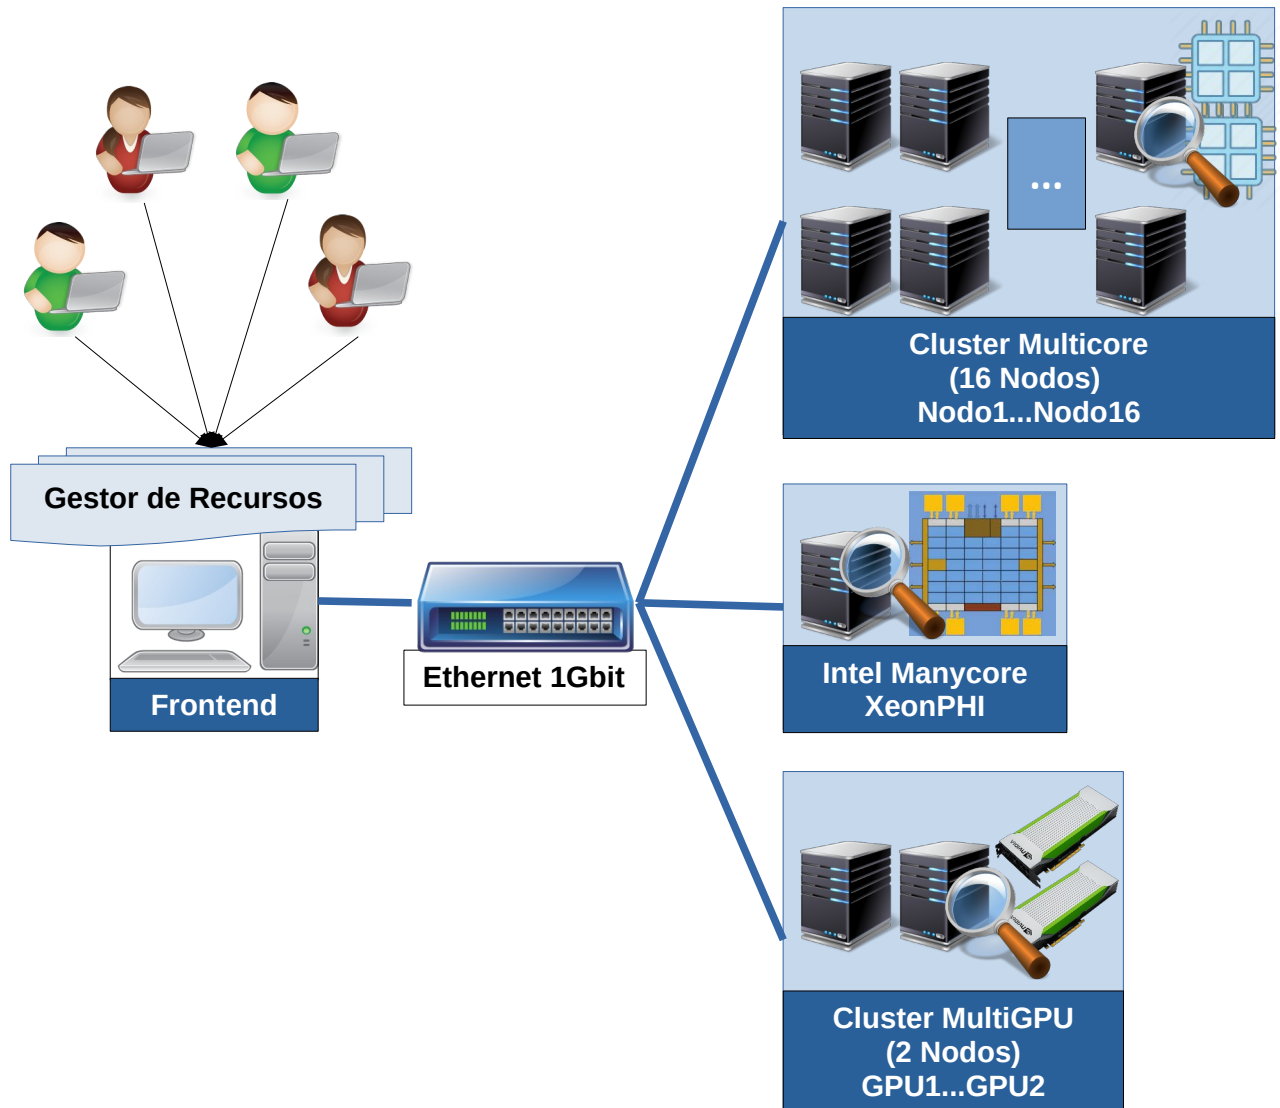 ...
Cluster Multicore
(16 Nodos)
Nodo1...Nodo16
Gestor de Recursos
Frontend
Ethernet 1Gbit
Intel Manycore
XeonPHI
Cluster MultiGPU
(2 Nodos)
GPU1...GPU2